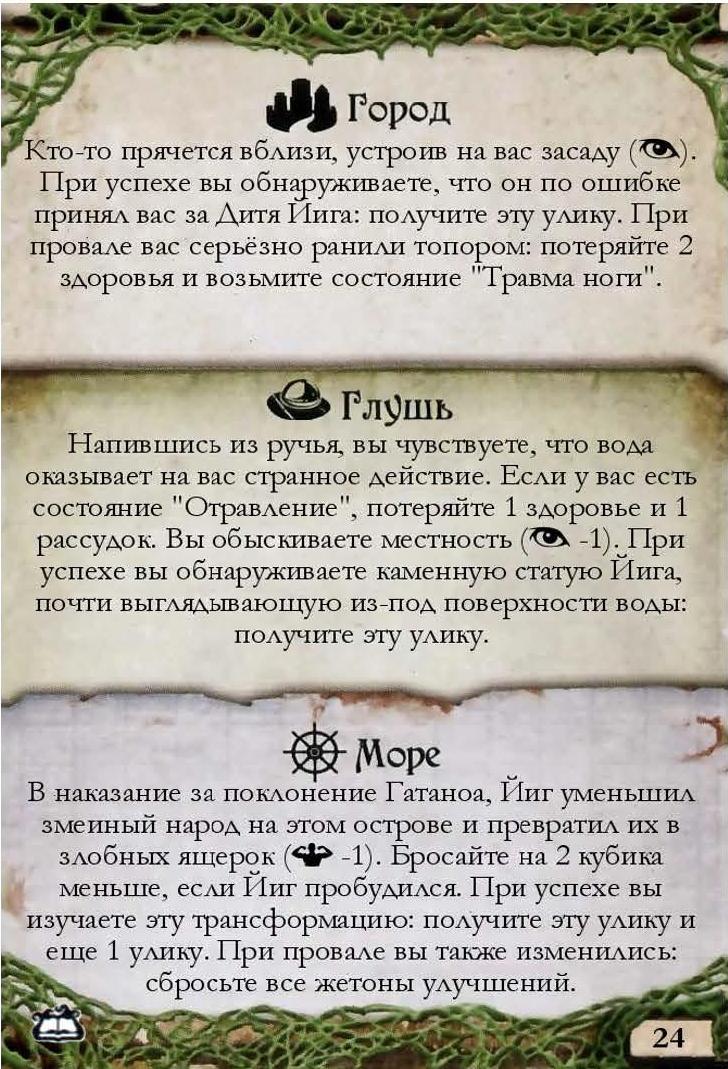 Город
Кто-то прячется вблизи, устроив на вас засаду ( ).
При успехе вы обнаруживаете, что он по ошибке
принял вас за Дитя Йига: получите эту улику. При
провале вас серьёзно ранили топором: потеряйте 2
здоровья и возьмите состояние "Травма ноги".
Глушь
Напившись из ручья, вы чувствуете, что вода
оказывает на вас странное действие. Если у вас есть
состояние "Отравление", потеряйте 1 здоровье и 1
рассудок. Вы обыскиваете местность ( -1). При
успехе вы обнаруживаете каменную статую Йига,
почти выглядывающую из-под поверхности воды:
получите эту улику.
Море
В наказание за поклонение Гатаноа, Йиг уменьшил
змеиный народ на этом острове и превратил их в
злобных ящерок ( -1). Бросайте на 2 кубика
меньше, если Йиг пробудился. При успехе вы
изучаете эту трансформацию: получите эту улику и
еще 1 улику. При провале вы также изменились:
сбросьте все жетоны улучшений.
24